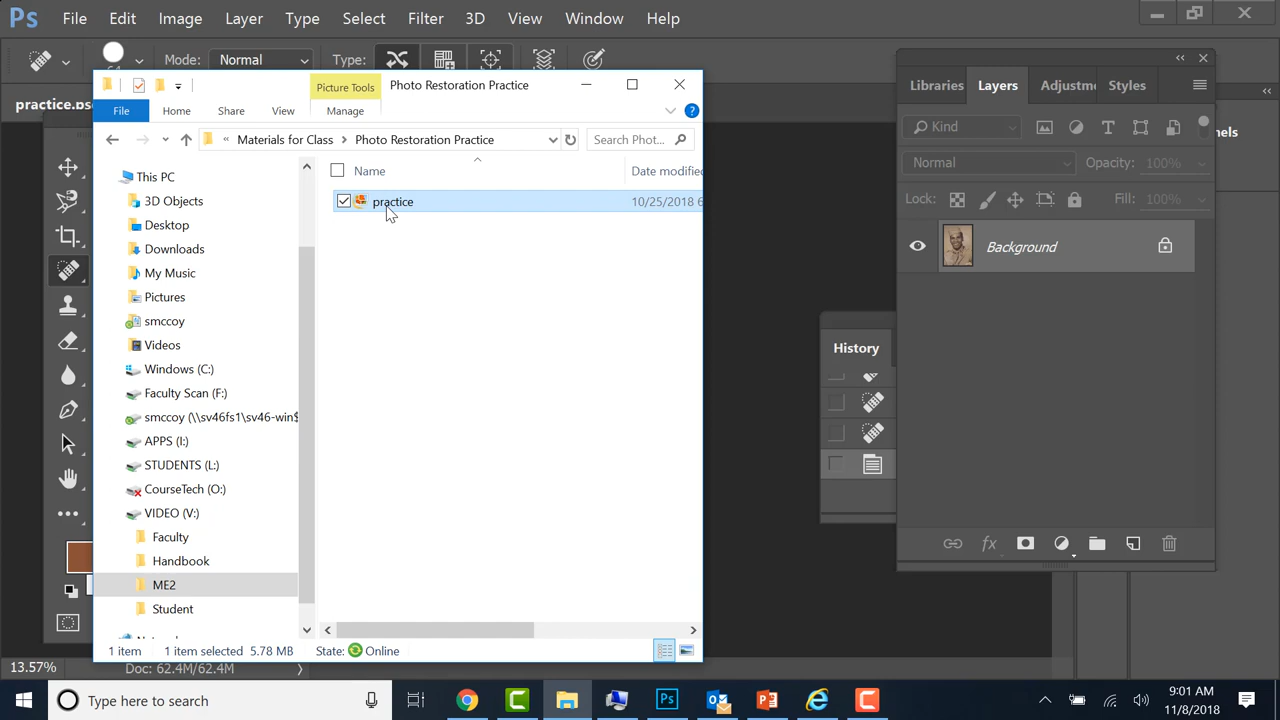 Ps File Edit Image Layer Type Select Filter 3D View Window Help
Mode: Normal Type:
practice.ps
Picture Tools Photo Restoration Practice
File Home Share View Manage
« Materials for Class > Photo Restoration Practice Search Phot...
Name Date modified
practice 10/25/2018 6
This PC
3D Objects
Desktop
Downloads
My Music
Pictures
smccoy
Videos
Windows (C:)
Faculty Scan (F:)
smccoy (\\sv46fs1\sv46-win$
APPS (I:)
STUDENTS (L:)
CourseTech (O:)
VIDEO (V:)
Faculty
Handbook
ME2
Student
1 item 1 item selected 5.78 MB State: Online
13.57% Doc: 62.4M/62.4M
Libraries Layers Adjustme Styles
Kind
Normal Opacity: 100%
Lock: Fill: 100%
Background
History
fx
Type here to search
9:01 AM
11/8/2018